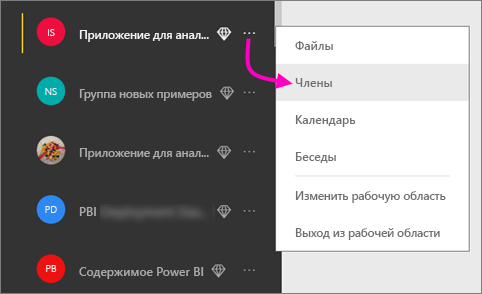 IS Приложение для анал... ...
NS Группа новых примеров ...
Приложение для анал... ...
PD PBI ...
PB Содержимое Power BI ...
Файлы
Члены
Календарь
Беседы
Изменить рабочую область
Выход из рабочей области